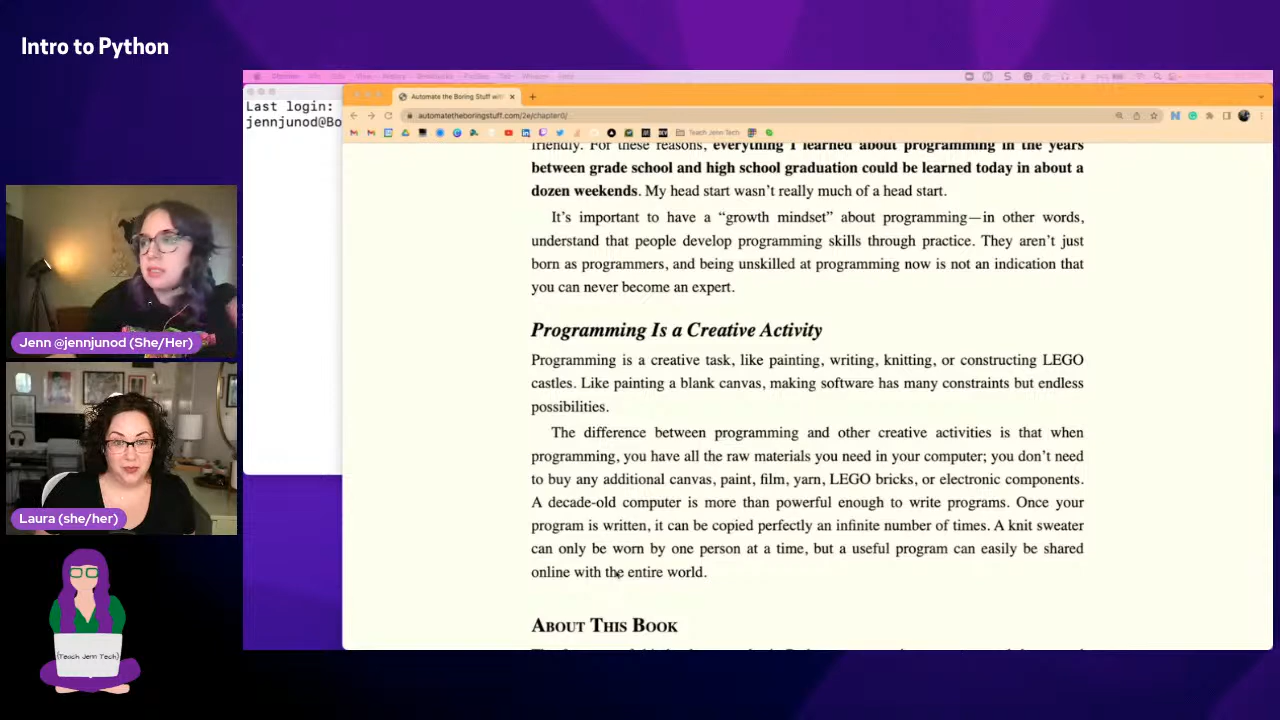 Intro to Python
Last login:
jennjunod@Bo
Automate the Boring Stuff with
automatetheboringstuff.com/2e/chapter0/
Teach Jenn Tech
friendly. For these reasons, everything I learned about programming in the years
between grade school and high school graduation could be learned today in about a
dozen weekends. My head start wasn’t really much of a head start.
It’s important to have a “growth mindset” about programming—in other words,
understand that people develop programming skills through practice. They aren’t just
born as programmers, and being unskilled at programming now is not an indication that
you can never become an expert.
Programming Is a Creative Activity
Programming is a creative task, like painting, writing, knitting, or constructing LEGO
castles. Like painting a blank canvas, making software has many constraints but endless
possibilities.
The difference between programming and other creative activities is that when
programming, you have all the raw materials you need in your computer; you don’t need
to buy any additional canvas, paint, film, yarn, LEGO bricks, or electronic components.
A decade-old computer is more than powerful enough to write programs. Once your
program is written, it can be copied perfectly an infinite number of times. A knit sweater
can only be worn by one person at a time, but a useful program can easily be shared
online with the entire world.
About This Book
Jenn @jennjunod (She/Her)
Laura (she/her)
{Teach Jenn Tech}